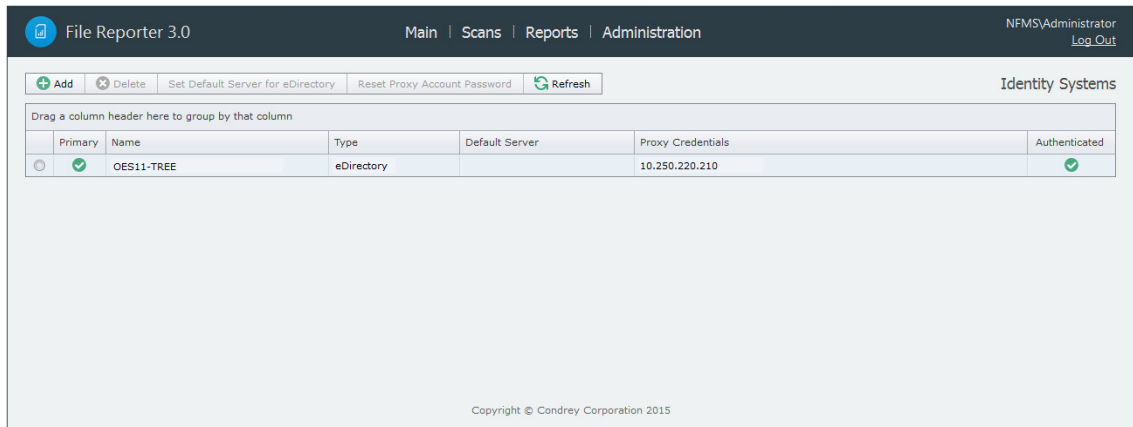 File Reporter 3.0
Main | Scans | Reports | Administration
NFMS\Administrator
Log Out
Add Delete Set Default Server for eDirectory Reset Proxy Account Password Refresh
Identity Systems
Drag a column header here to group by that column
Primary Name Type Default Server Proxy Credentials Authenticated
OES11-TREE eDirectory 10.250.220.210
Copyright © Condrey Corporation 2015